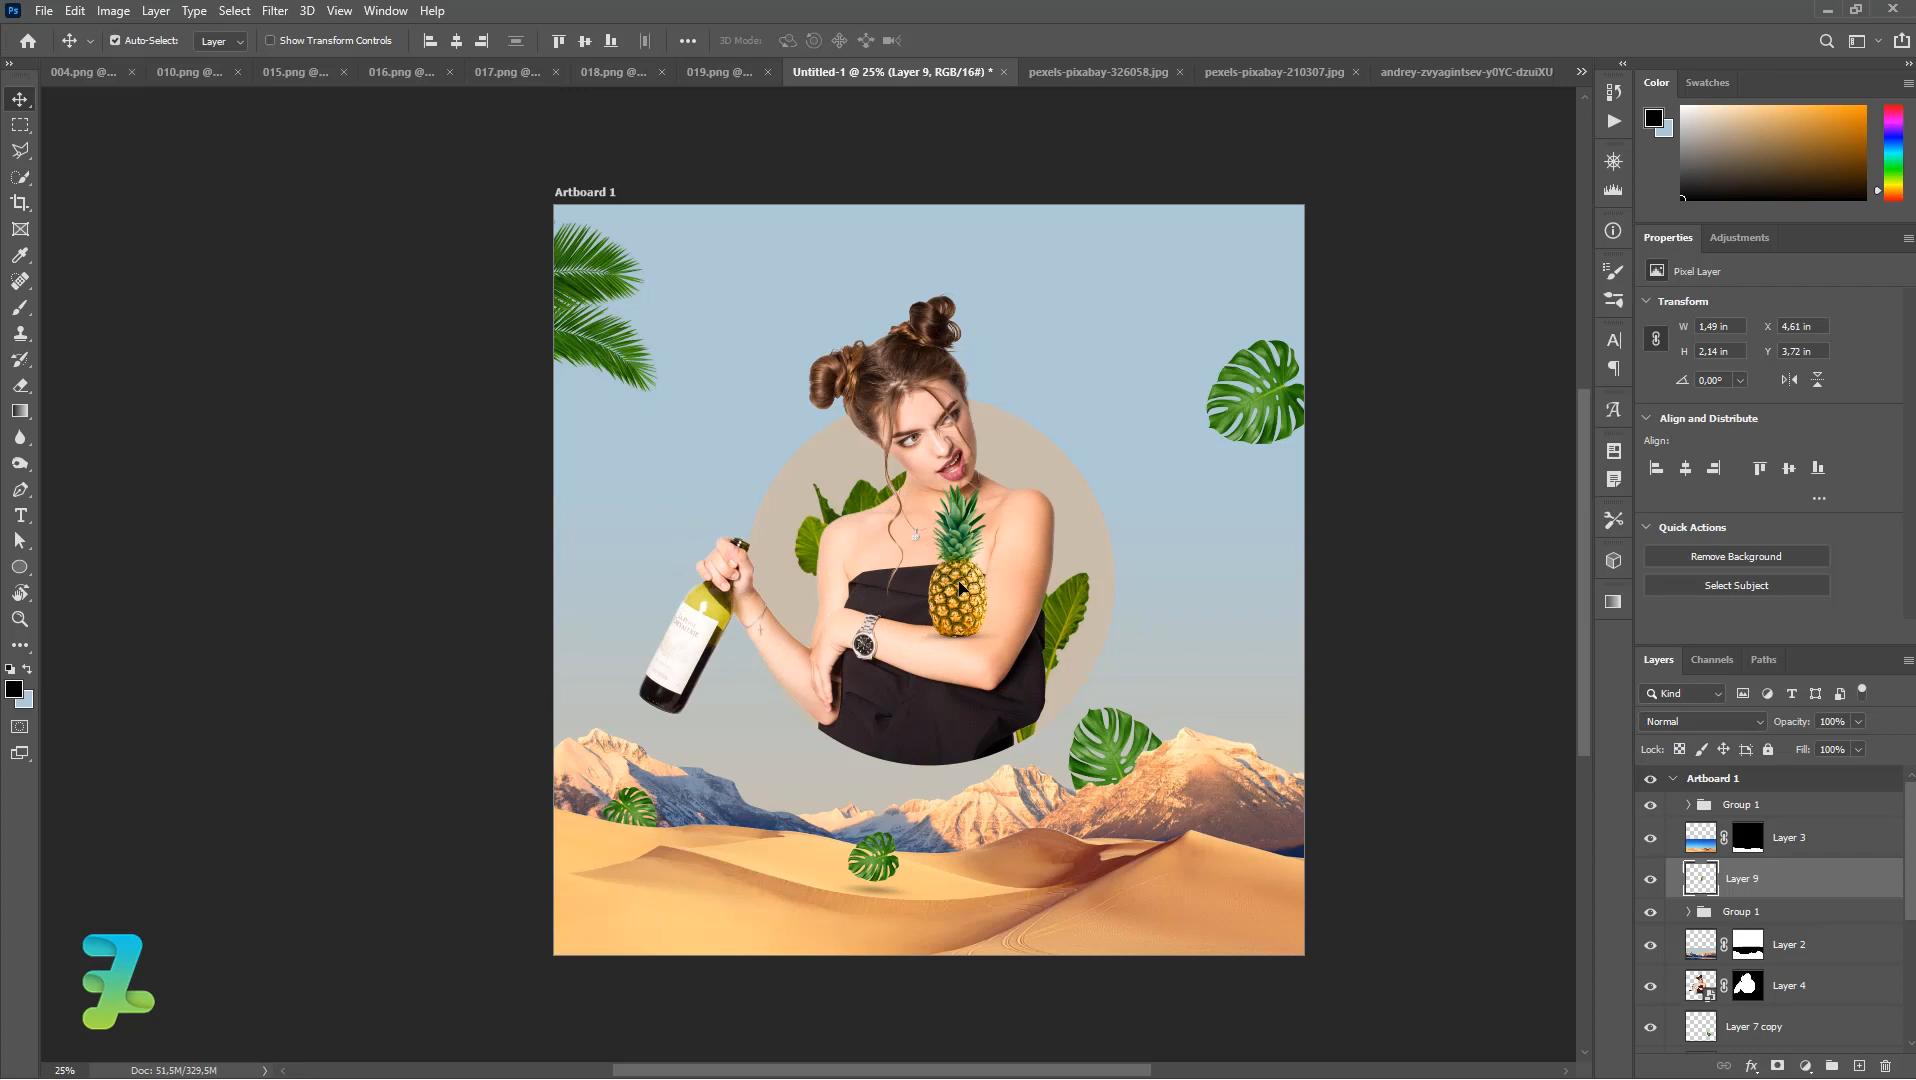 Ps File Edit Image Layer Type Select Filter 3D View Window Help
Auto-Select: Layer Show Transform Controls 3D Mode:
004.png @... 010.png @... 015.png @... 016.png @... 017.png @... 018.png @... 019.png @... Untitled-1 @ 25% (Layer 9, RGB/16#) * pexels-pixabay-326058.jpg pexels-pixabay-210307.jpg andrey-zvyagintsev-y0YC-dzuiXU
Color Swatches
Artboard 1
Properties Adjustments
Pixel Layer
Transform
W 1,49 in X 4,61 in
H 2,14 in Y 3,72 in
0,00°
Align and Distribute
Align:
Quick Actions
Remove Background
Select Subject
Layers Channels Paths
Kind
Normal Opacity: 100%
Lock: Fill: 100%
Artboard 1
Group 1
Layer 3
Layer 9
Group 1
Layer 2
Layer 4
Layer 7 copy
25% Doc: 51,5M/329,5M